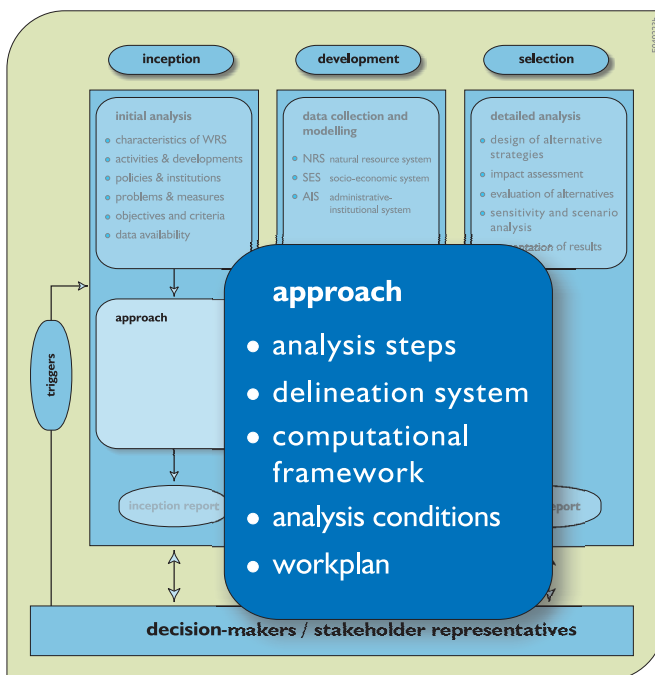 inception
development
selection
initial analysis
characteristics of WRS
activities & developments
policies & institutions
problems & measures
objectives and criteria
data availability
data collection and
modelling
NRS natural resource system
SES socio-economic system
AIS administrative-
institutional system
detailed analysis
design of alternative
strategies
impact assessment
evaluation of alternatives
sensitivity and scenario
analysis
of results
approach
triggers
inception report
approach
• analysis steps
• delineation system
• computational
framework
• analysis conditions
• workplan
decision-makers / stakeholder representatives